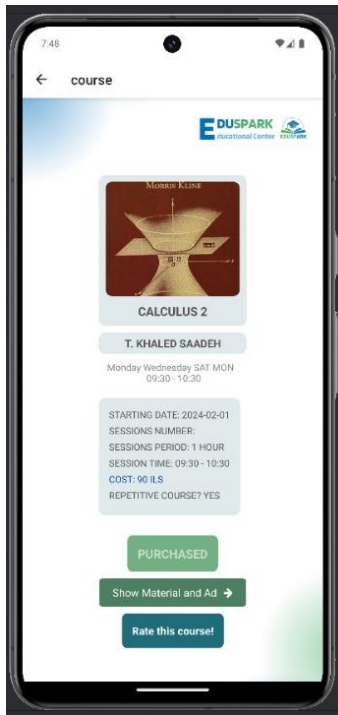 7:48
course
EDUSPARK
Educational Center
EDUSPARK
MORRIS KLINE
CALCULUS 2
T. KHALED SAADEH
Monday Wednesday SAT MON
09:30 - 10:30
STARTING DATE: 2024-02-01
SESSIONS NUMBER:
SESSIONS PERIOD: 1 HOUR
SESSION TIME: 09:30 - 10:30
COST: 90 ILS
REPETITIVE COURSE? YES
PURCHASED
Show Material and Ad
Rate this course!